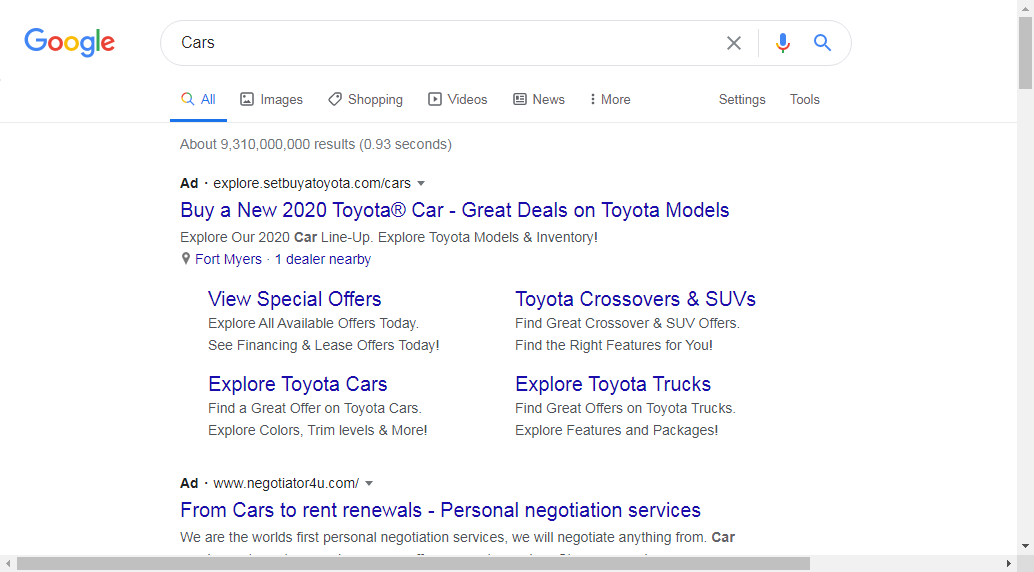 Google
Cars
All Images Shopping Videos News More Settings Tools
About 9,310,000,000 results (0.93 seconds)
Ad · explore.setbuyatoyota.com/cars
Buy a New 2020 Toyota® Car - Great Deals on Toyota Models
Explore Our 2020 Car Line-Up. Explore Toyota Models & Inventory!
Fort Myers · 1 dealer nearby
View Special Offers
Explore All Available Offers Today.
See Financing & Lease Offers Today!
Toyota Crossovers & SUVs
Find Great Crossover & SUV Offers.
Find the Right Features for You!
Explore Toyota Cars
Find a Great Offer on Toyota Cars.
Explore Colors, Trim levels & More!
Explore Toyota Trucks
Find Great Offers on Toyota Trucks.
Explore Features and Packages!
Ad · www.negotiator4u.com/
From Cars to rent renewals - Personal negotiation services
We are the worlds first personal negotiation services, we will negotiate anything from. Car